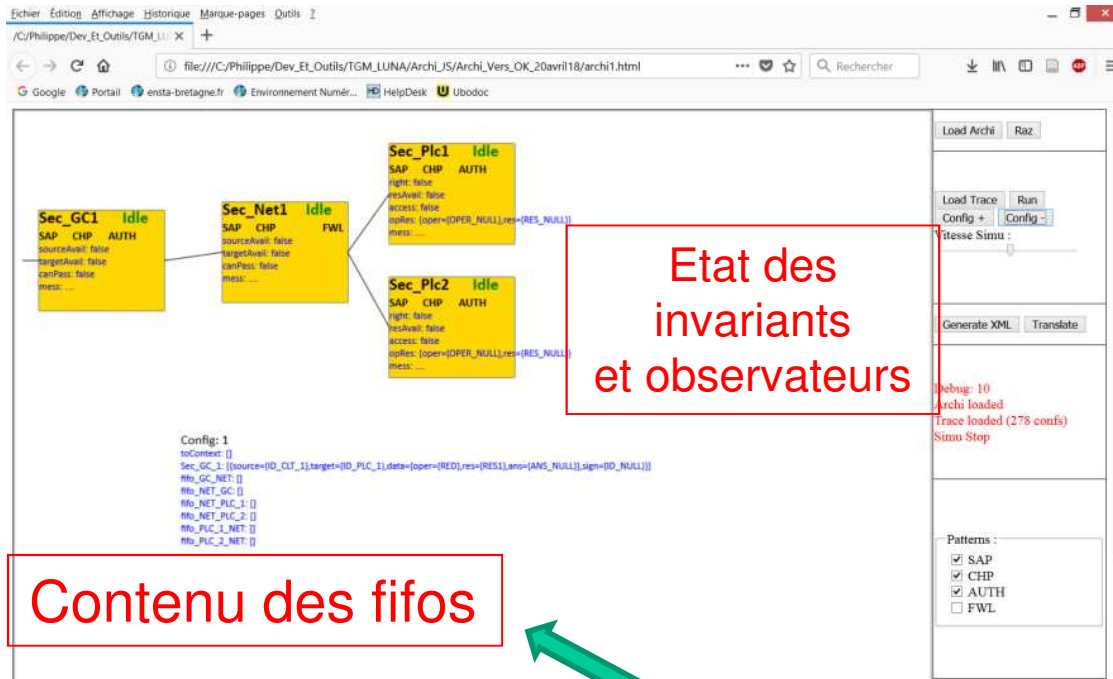 Fichier Édition Affichage Historique Marque-pages Outils ?
/C:/Philippe/Dev_Et_Outils/TGM_LU X +
file:///C:/Philippe/Dev_Et_Outils/TGM_LUNA/Archi_JS/Archi_Vers_OK_20avril18/archi1.html ... Rechercher
Google Portail ensta-bretagne.fr Environnement Numér... HelpDesk Ubodoc
Load Archi Raz
Sec_Plc1 Idle
SAP CHP AUTH
right: false
resAvail: false
access: false
opRes: {oper={OPER_NULL},res={RES_NULL}}
mess: ....
Sec_GC1 Idle
SAP CHP AUTH
sourceAvail: false
targetAvail: false
canPass: false
mess: ....
Sec_Net1 Idle
SAP CHP FWL
sourceAvail: false
targetAvail: false
canPass: false
mess: ....
Sec_Plc2 Idle
SAP CHP AUTH
right: false
resAvail: false
access: false
opRes: {oper={OPER_NULL},res={RES_NULL}}
mess: ....
Etat des
invariants
et observateurs
Load Trace Run
Config + Config -
Vitesse Simu :
Generate XML Translate
Debug: 10
Archi loaded
Trace loaded (278 confs)
Simu Stop
Config: 1
toContext: []
Sec_GC_1: [{source={ID_CLT_1},target={ID_PLC_1},data={oper={RED},res={RES1},ans={ANS_NULL}},sign={ID_NULL}}]
fifo_GC_NET: []
fifo_NET_GC: []
fifo_NET_PLC_1: []
fifo_NET_PLC_2: []
fifo_PLC_1_NET: []
fifo_PLC_2_NET: []
Contenu des fifos
Patterns :
SAP
CHP
AUTH
FWL